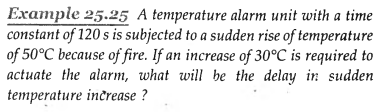 Example 25.25 A temperature alarm unit with a time
constant of 120 s is subjected to a sudden rise of temperature
of 50°C because of fire. If an increase of 30°C is required to
actuate the alarm, what will be the delay in sudden
temperature increase ?